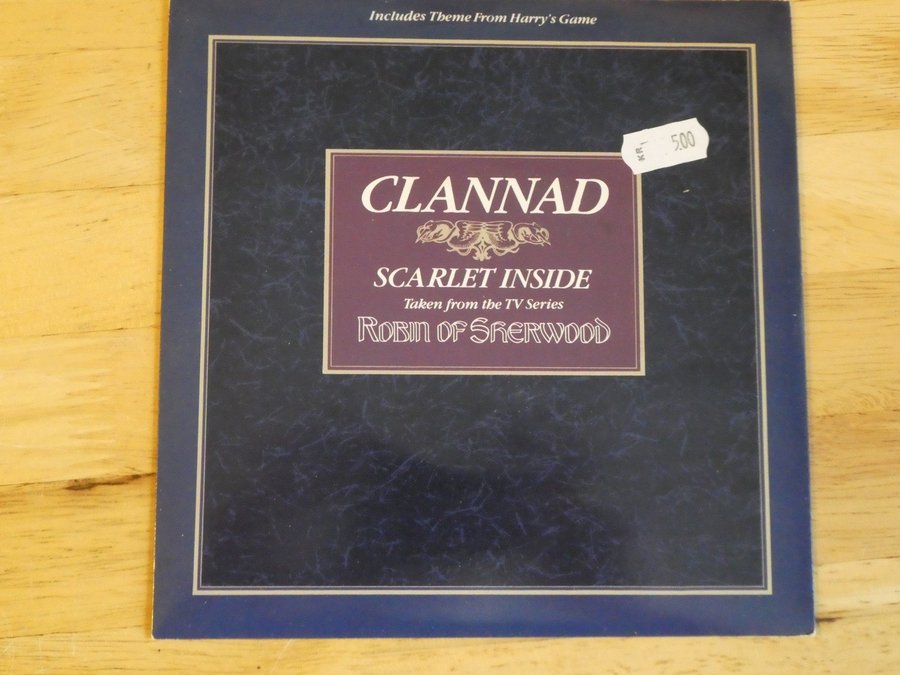 Includes Theme From Harry's Game
KR. 5.00
CLANNAD
SCARLET INSIDE
Taken from the TV Series
ROBIN OF SHERWOOD